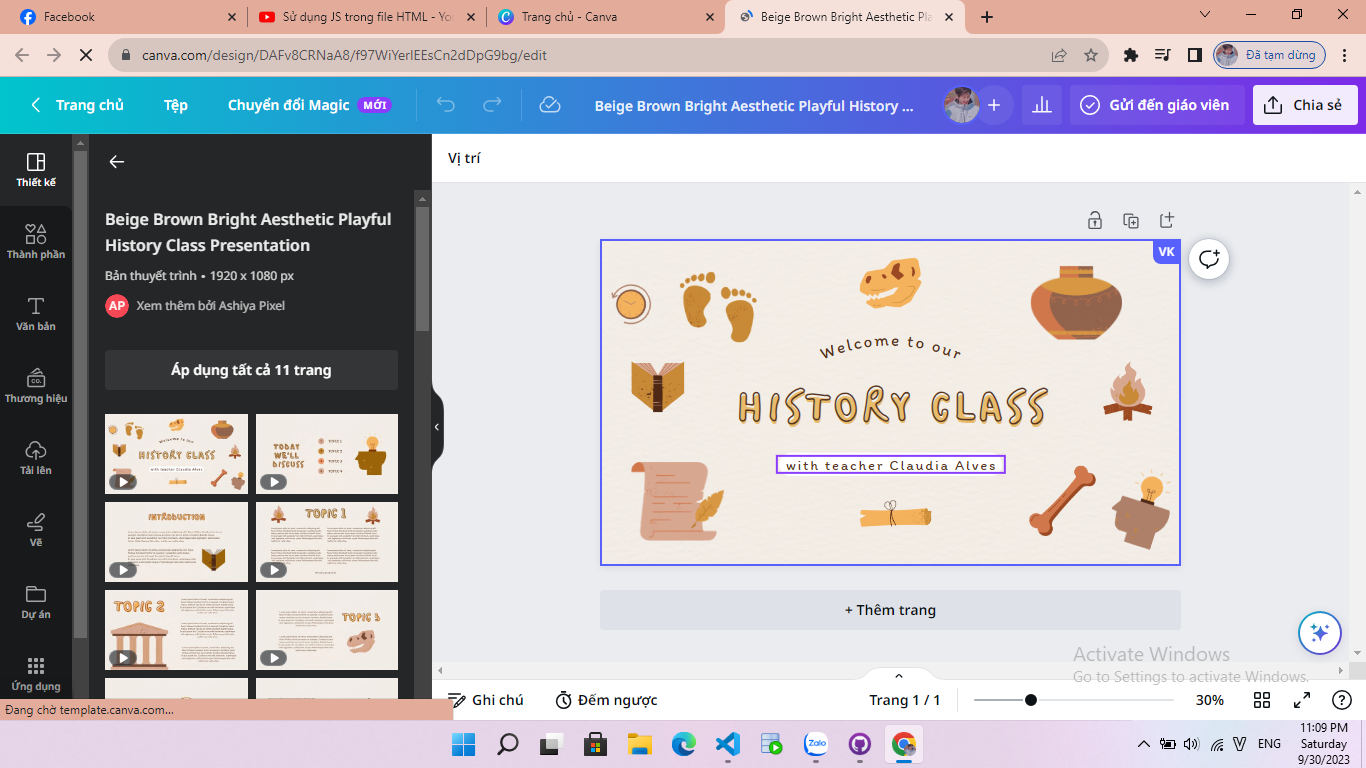 Facebook
Sử dụng JS trong file HTML - Yo
Trang chủ - Canva
Beige Brown Bright Aesthetic Pla
canva.com/design/DAFv8CRNaA8/f97WiYerlEEsCn2dDpG9bg/edit
Đã tạm dừng
Trang chủ
Tệp
Chuyển đổi Magic
MỚI
Beige Brown Bright Aesthetic Playful History ...
Gửi đến giáo viên
Chia sẻ
Thiết kế
Thành phần
Văn bản
Thương hiệu
Tải lên
Vẽ
Dự án
Ứng dụng
Beige Brown Bright Aesthetic Playful
History Class Presentation
Bản thuyết trình • 1920 x 1080 px
AP
Xem thêm bởi Ashiya Pixel
Áp dụng tất cả 11 trang
Welcome to our
HISTORY CLASS
with teacher Claudia Alves
TODAY
WE'LL
DISCUSS
TOPIC 1
TOPIC 2
TOPIC 3
TOPIC 4
INTRODUCTION
TOPIC 1
TOPIC 2
TOPIC 3
Vị trí
VK
Welcome to our
HISTORY CLASS
with teacher Claudia Alves
+ Thêm trang
Activate Windows
Go to Settings to activate Windows.
Đang chờ template.canva.com...
Ghi chú
Đếm ngược
Trang 1 / 1
30%
Zalo
ENG
11:09 PM
Saturday
9/30/2023